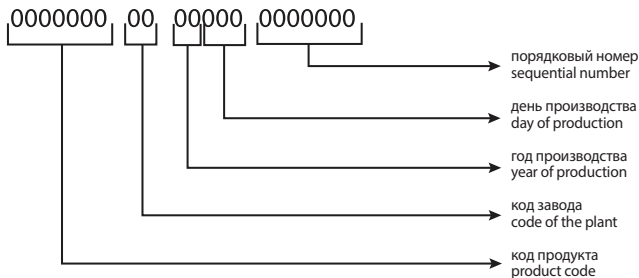 0000000 00 00000 0000000
порядковый номер
sequential number
день производства
day of production
год производства
year of production
код завода
code of the plant
код продукта
product code